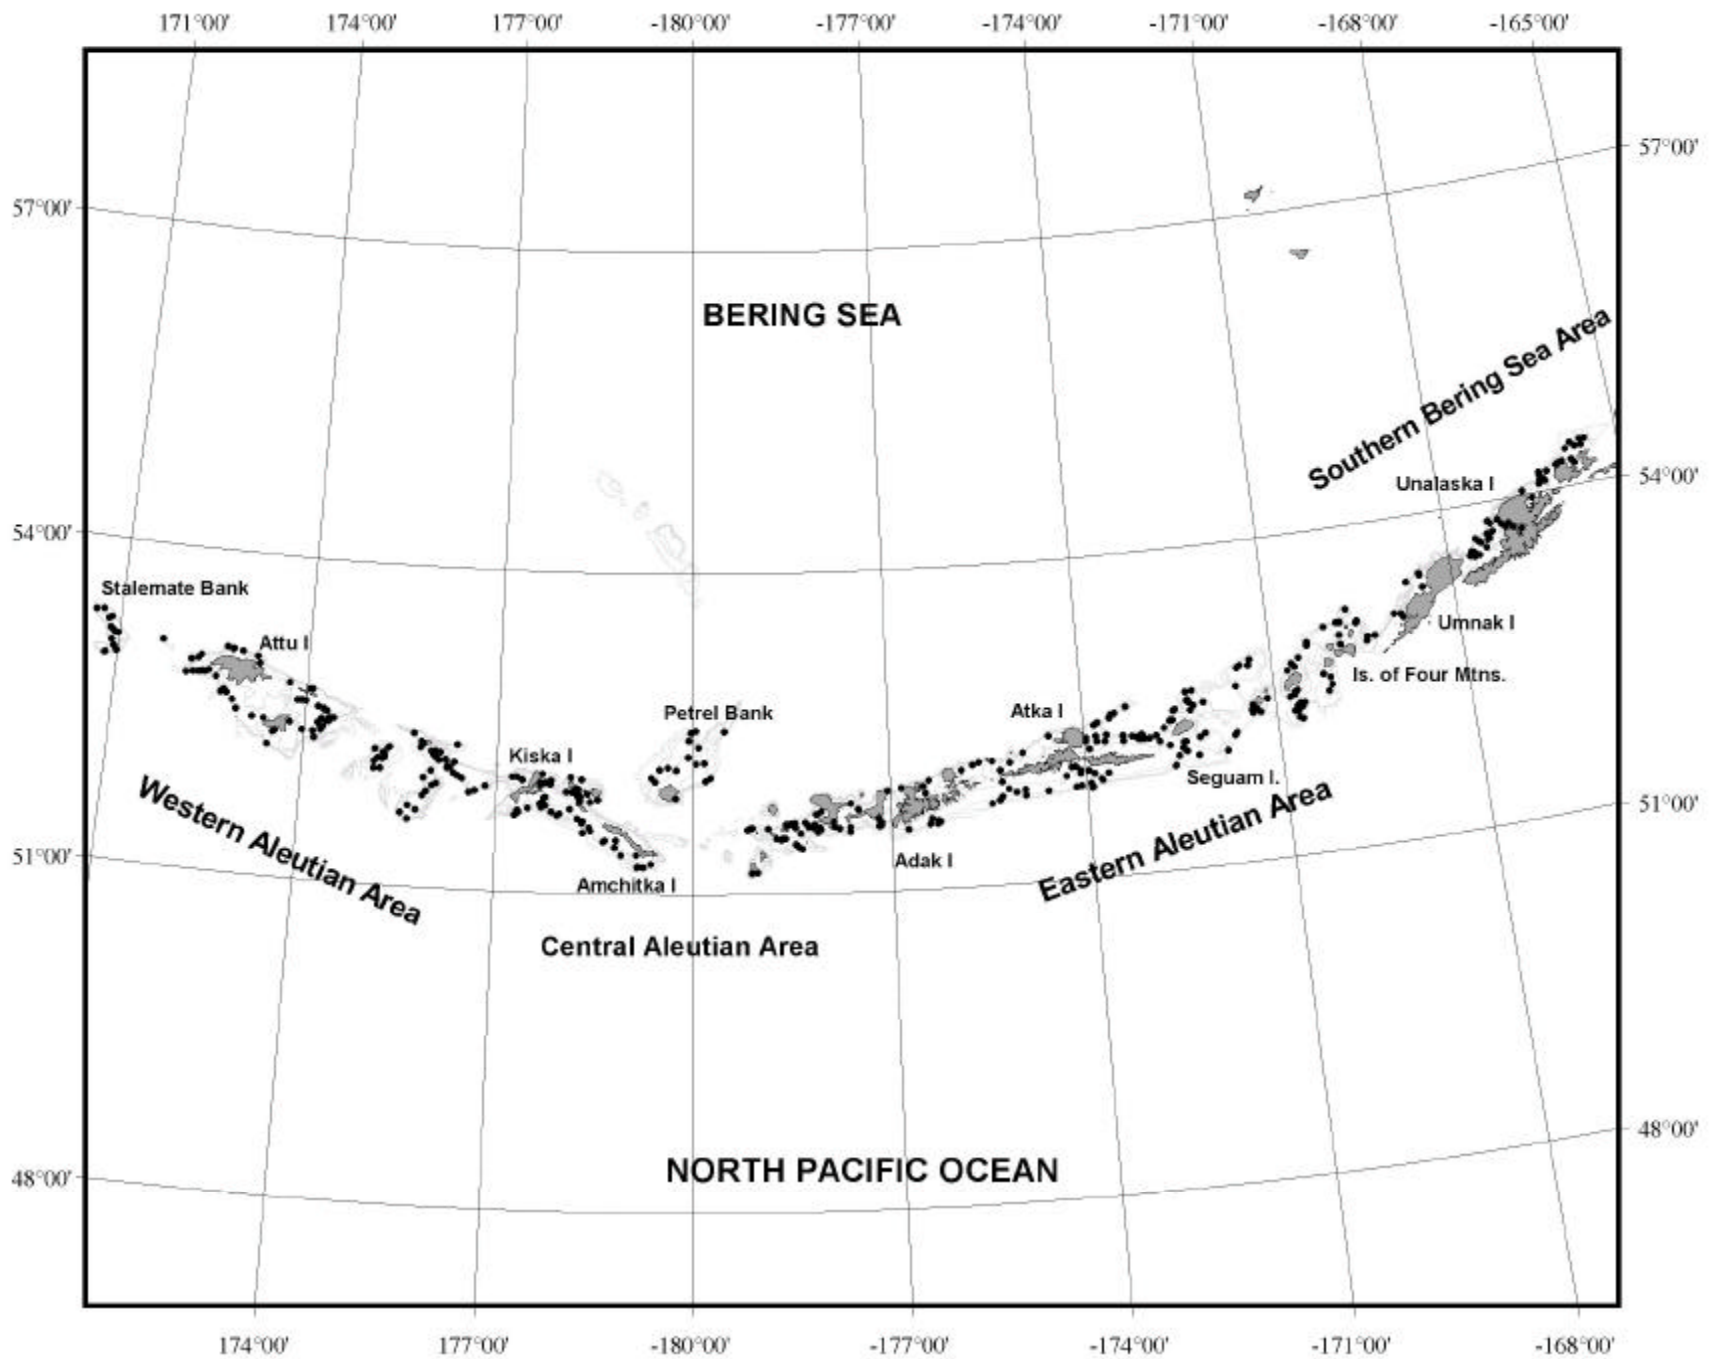 171°00' 174°00' 177°00' -180°00' -177°00' -174°00' -171°00' -168°00' -165°00'
57°00'
57°00'
BERING SEA
Southern Bering Sea Area
Unalaska I
54°00'
54°00'
Stalemate Bank
Attu I
Umnak I
Is. of Four Mtns.
Petrel Bank
Atka I
Kiska I
Seguam I.
51°00'
Western Aleutian Area
51°00'
Adak I
Eastern Aleutian Area
Amchitka I
Central Aleutian Area
48°00'
NORTH PACIFIC OCEAN
48°00'
174°00' 177°00' -180°00' -177°00' -174°00' -171°00' -168°00'